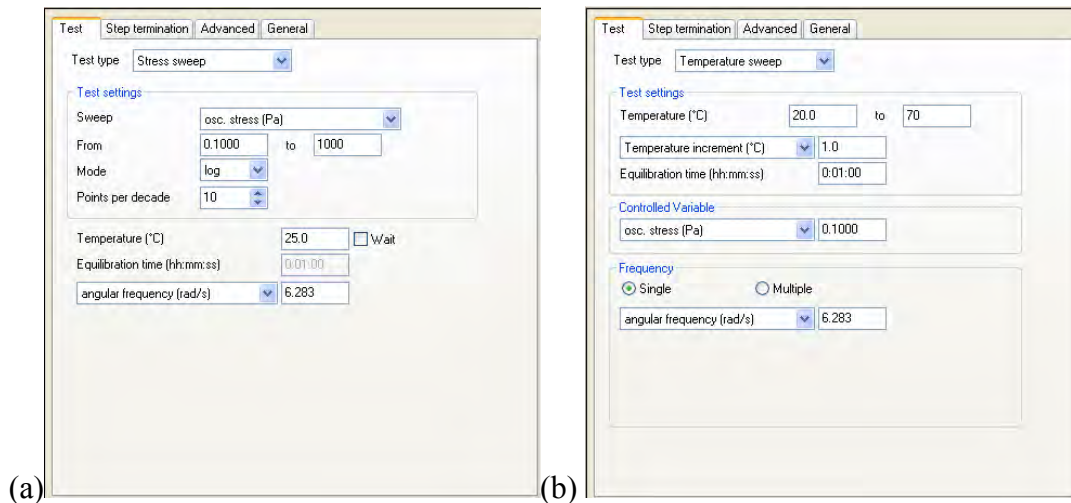 Test Step termination Advanced General
Test type Stress sweep
Test settings
Sweep osc. stress (Pa)
From 0.1000 to 1000
Mode log
Points per decade 10
Temperature (°C) 25.0 Wait
Equilibration time (hh:mm:ss) 0:01:00
angular frequency (rad/s) 6.283
(a)
Test Step termination Advanced General
Test type Temperature sweep
Test settings
Temperature (°C) 20.0 to 70
Temperature increment (°C) 1.0
Equilibration time (hh:mm:ss) 0:01:00
Controlled Variable
osc. stress (Pa) 0.1000
Frequency
Single Multiple
angular frequency (rad/s) 6.283
(b)